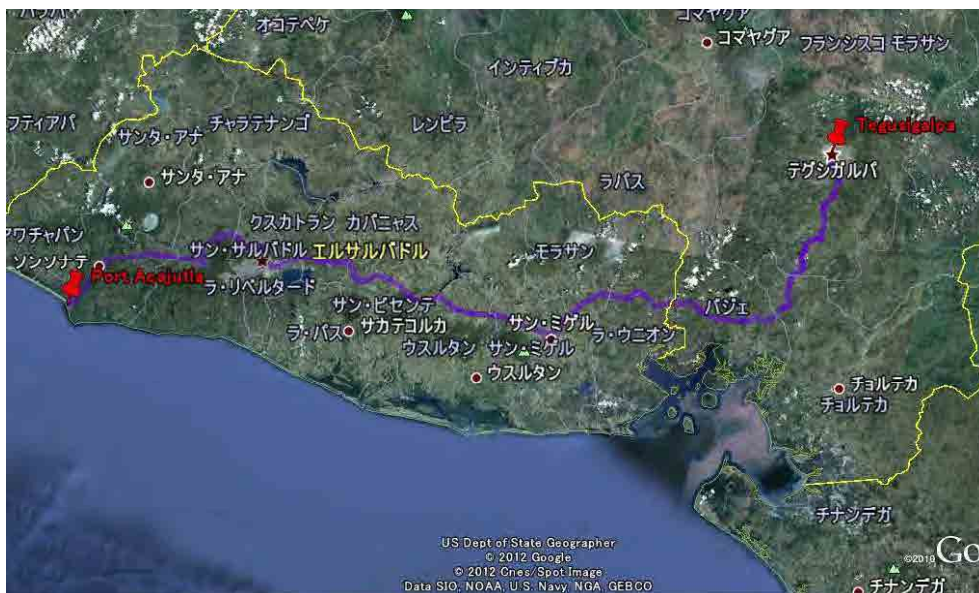 オコテペケ
コマヤグア
コマヤグア
フランシスコ モラサン
インティブカ
フティアパ
サンタ・アナ
チャラテナンゴ
レンピラ
Tegusigalpa
テグシガルパ
サンタ・アナ
ラパス
クスカトラン カバニャス
アワチャパン
サン・サルバドル エルサルバドル
モラサン
ソンソナテ
Port Acajutla
ラ・リベルタード
サン・ビセンテ
バジェ
ラ・パス
サカテコルカ
サン・ミゲル
ラ・ウニオン
ウスルタン サン・ミゲル
ウスルタン
チョルテカ
チョルテカ
チナンデガ
US Dept of State Geographer
© 2012 Google
© 2012 Cnes/Spot Image
Data SIO, NOAA, U.S. Navy, NGA, GEBCO
©2010 Go
チナンデガ